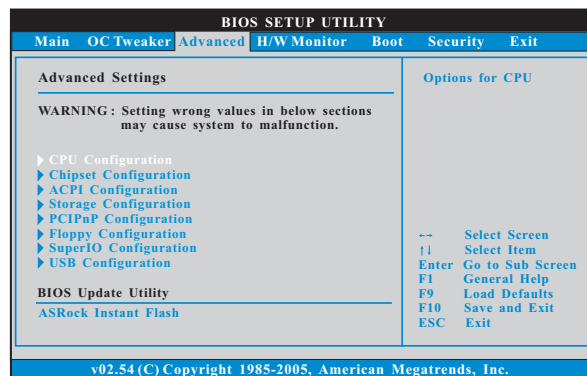 BIOS SETUP UTILITY
Main OC Tweaker Advanced H/W Monitor Boot Security Exit
Advanced Settings
WARNING : Setting wrong values in below sections
may cause system to malfunction.
CPU Configuration
Chipset Configuration
ACPI Configuration
Storage Configuration
PCIPnP Configuration
Floppy Configuration
SuperIO Configuration
USB Configuration
BIOS Update Utility
ASRock Instant Flash
Options for CPU
←→ Select Screen
↑↓ Select Item
Enter Go to Sub Screen
F1 General Help
F9 Load Defaults
F10 Save and Exit
ESC Exit
v02.54 (C) Copyright 1985-2005, American Megatrends, Inc.